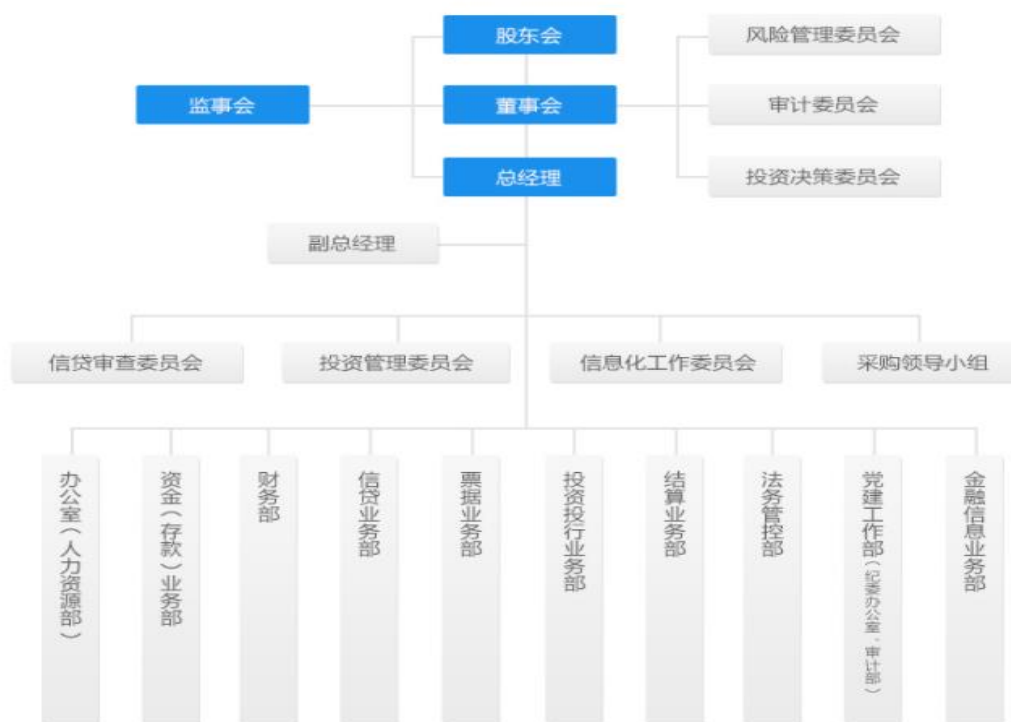 股东会
风险管理委员会
监事会
董事会
审计委员会
总经理
投资决策委员会
副总经理
信贷审查委员会
投资管理委员会
信息化工作委员会
采购领导小组
办公室(人力资源部)
资金(存款)业务部
财务部
信贷业务部
票据业务部
投资投行业务部
结算业务部
法务管控部
党建工作部(纪委办公室、审计部)
金融信息业务部